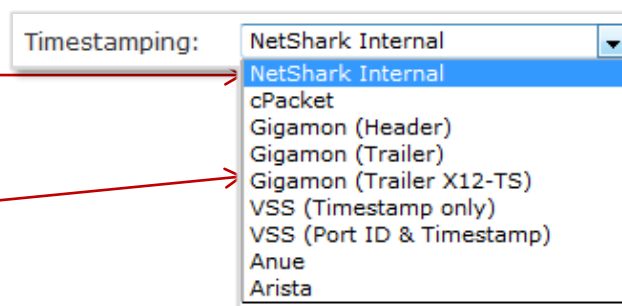 Timestamping: NetShark Internal
NetShark Internal
cPacket
Gigamon (Header)
Gigamon (Trailer)
Gigamon (Trailer X12-TS)
VSS (Timestamp only)
VSS (Port ID & Timestamp)
Anue
Arista